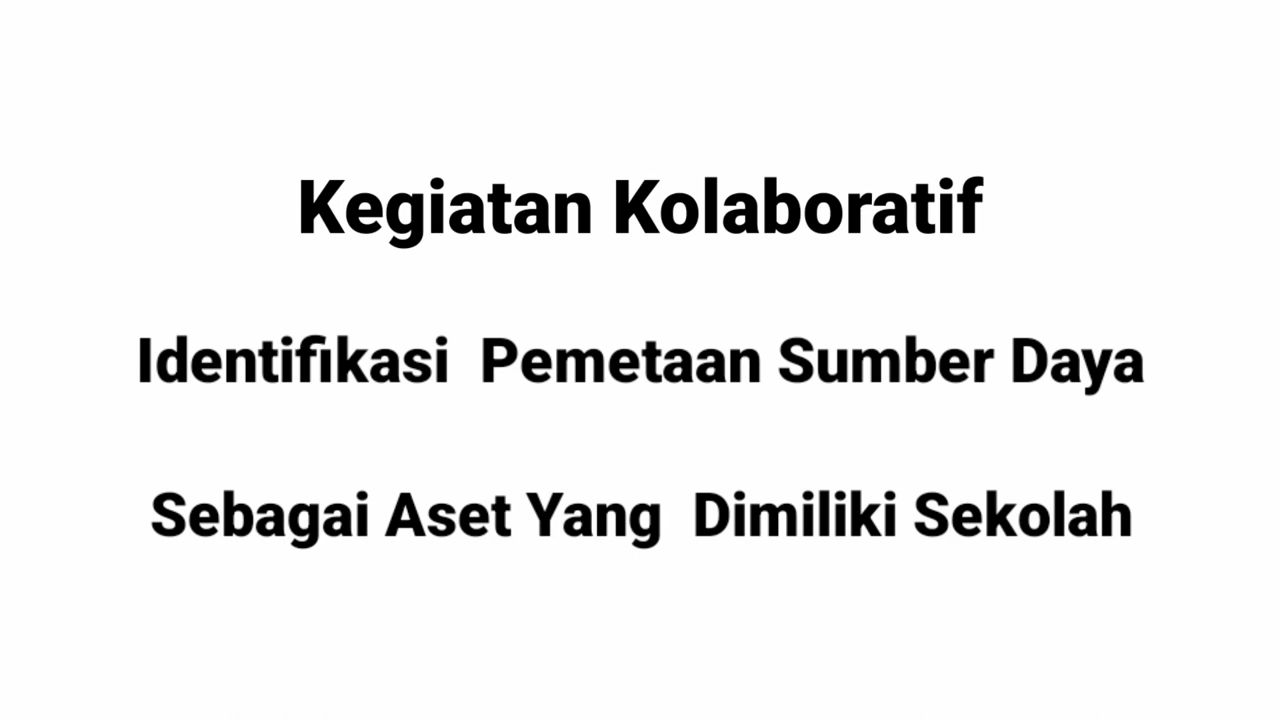 Kegiatan Kolaboratif
Identifikasi  Pemetaan Sumber Daya
Sebagai Aset Yang  Dimiliki Sekolah